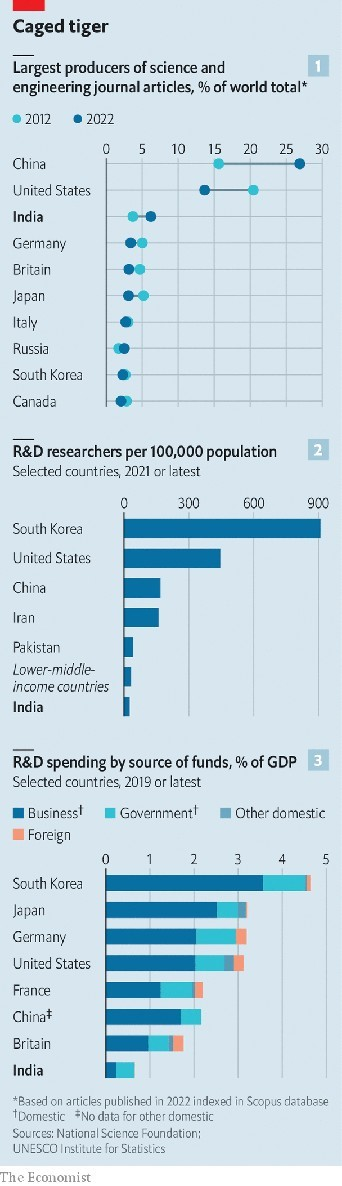 Caged tiger
Largest producers of science and 1
engineering journal articles, % of world total*
2012 2022
0 5 10 15 20 25 30
China
United States
India
Germany
Britain
Japan
Italy
Russia
South Korea
Canada
R&D researchers per 100,000 population 2
Selected countries, 2021 or latest
0 300 600 900
South Korea
United States
China
Iran
Pakistan
Lower-middle-
income countries
India
R&D spending by source of funds, % of GDP 3
Selected countries, 2019 or latest
Business† Government† Other domestic
Foreign
0 1 2 3 4 5
South Korea
Japan
Germany
United States
France
China‡
Britain
India
*Based on articles published in 2022 indexed in Scopus database
†Domestic ‡No data for other domestic
Sources: National Science Foundation;
UNESCO Institute for Statistics
The Economist